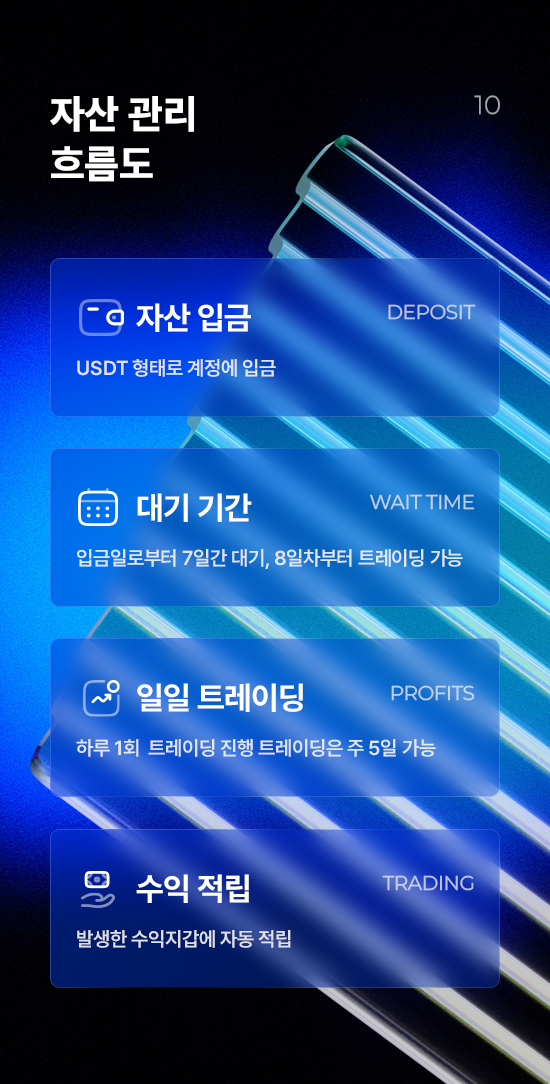 자산 관리
흐름도
10
자산 입금
DEPOSIT
USDT 형태로 계정에 입금
대기 기간
WAIT TIME
입금일로부터 7일간 대기, 8일차부터 트레이딩 가능
일일 트레이딩
PROFITS
하루 1회 트레이딩 진행 트레이딩은 주 5일 가능
수익 적립
TRADING
발생한 수익지갑에 자동 적립